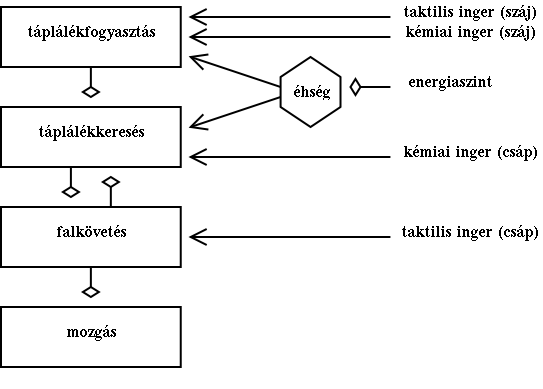 táplálékfogyasztás
taktilis inger (száj)
kémiai inger (száj)
éhség
energiaszint
táplálékkeresés
kémiai inger (csáp)
falkövetés
taktilis inger (csáp)
mozgás